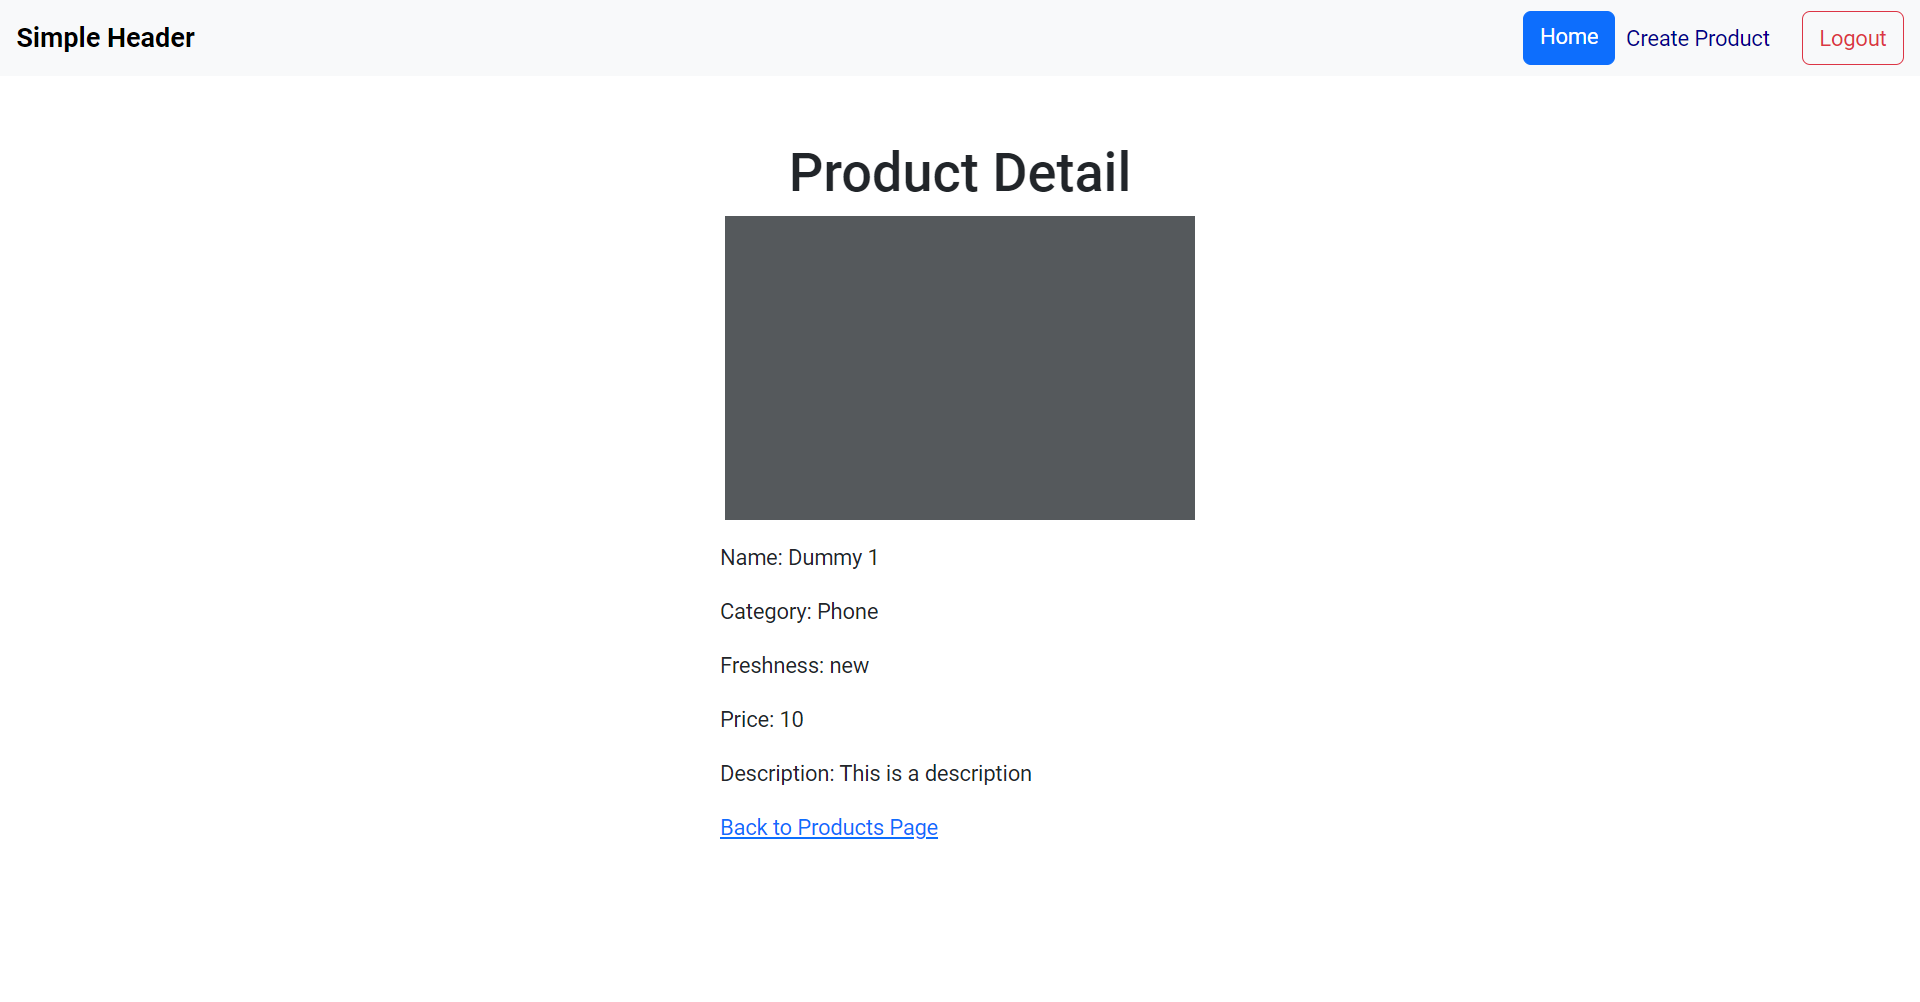 Simple Header
Home
Create Product
Logout
Product Detail
Name: Dummy 1
Category: Phone
Freshness: new
Price: 10
Description: This is a description
Back to Products Page